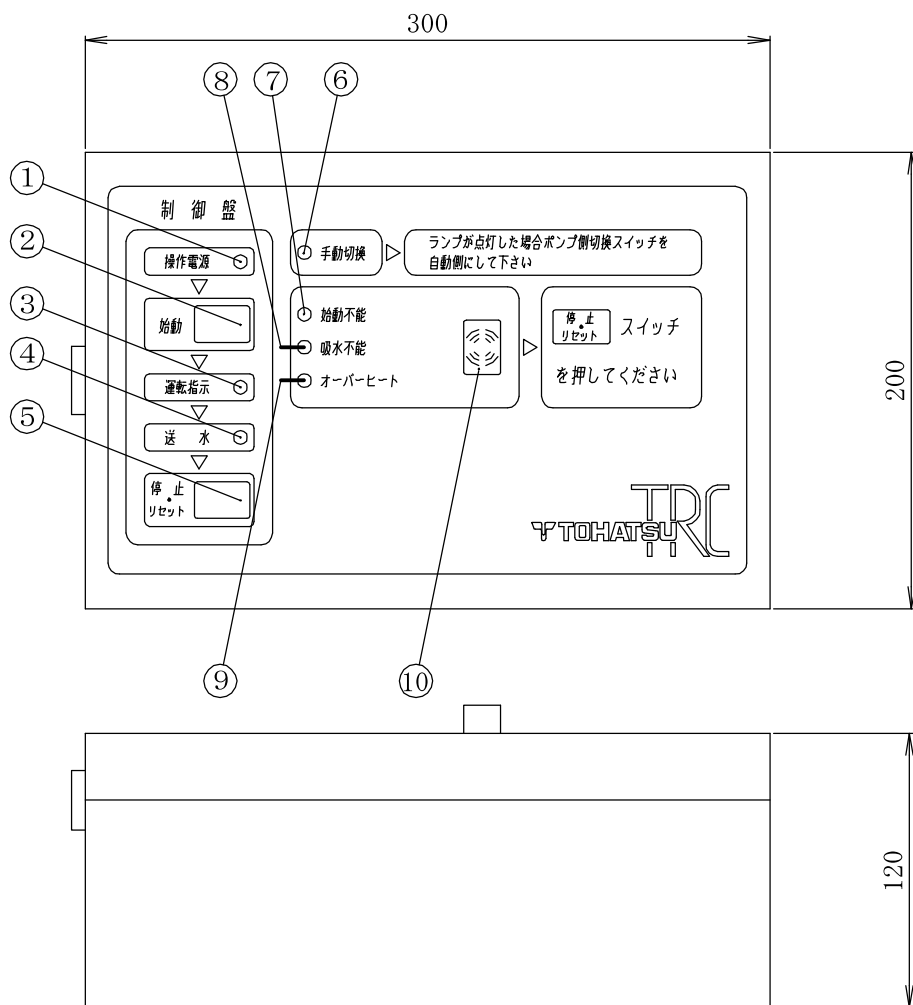 300
⑧ ⑦ ⑥
①
②
③
④
⑤
制御盤
操作電源
始動
運転指示
送 水
停止
・
リセット
手動切換
ランプが点灯した場合ポンプ側切換スイッチを
自動側にして下さい
始動不能
吸水不能
オーバーヒート
停止
・
リセット
スイッチ
を押してください
TRC
TOHATSU
200
⑨ ⑩
120